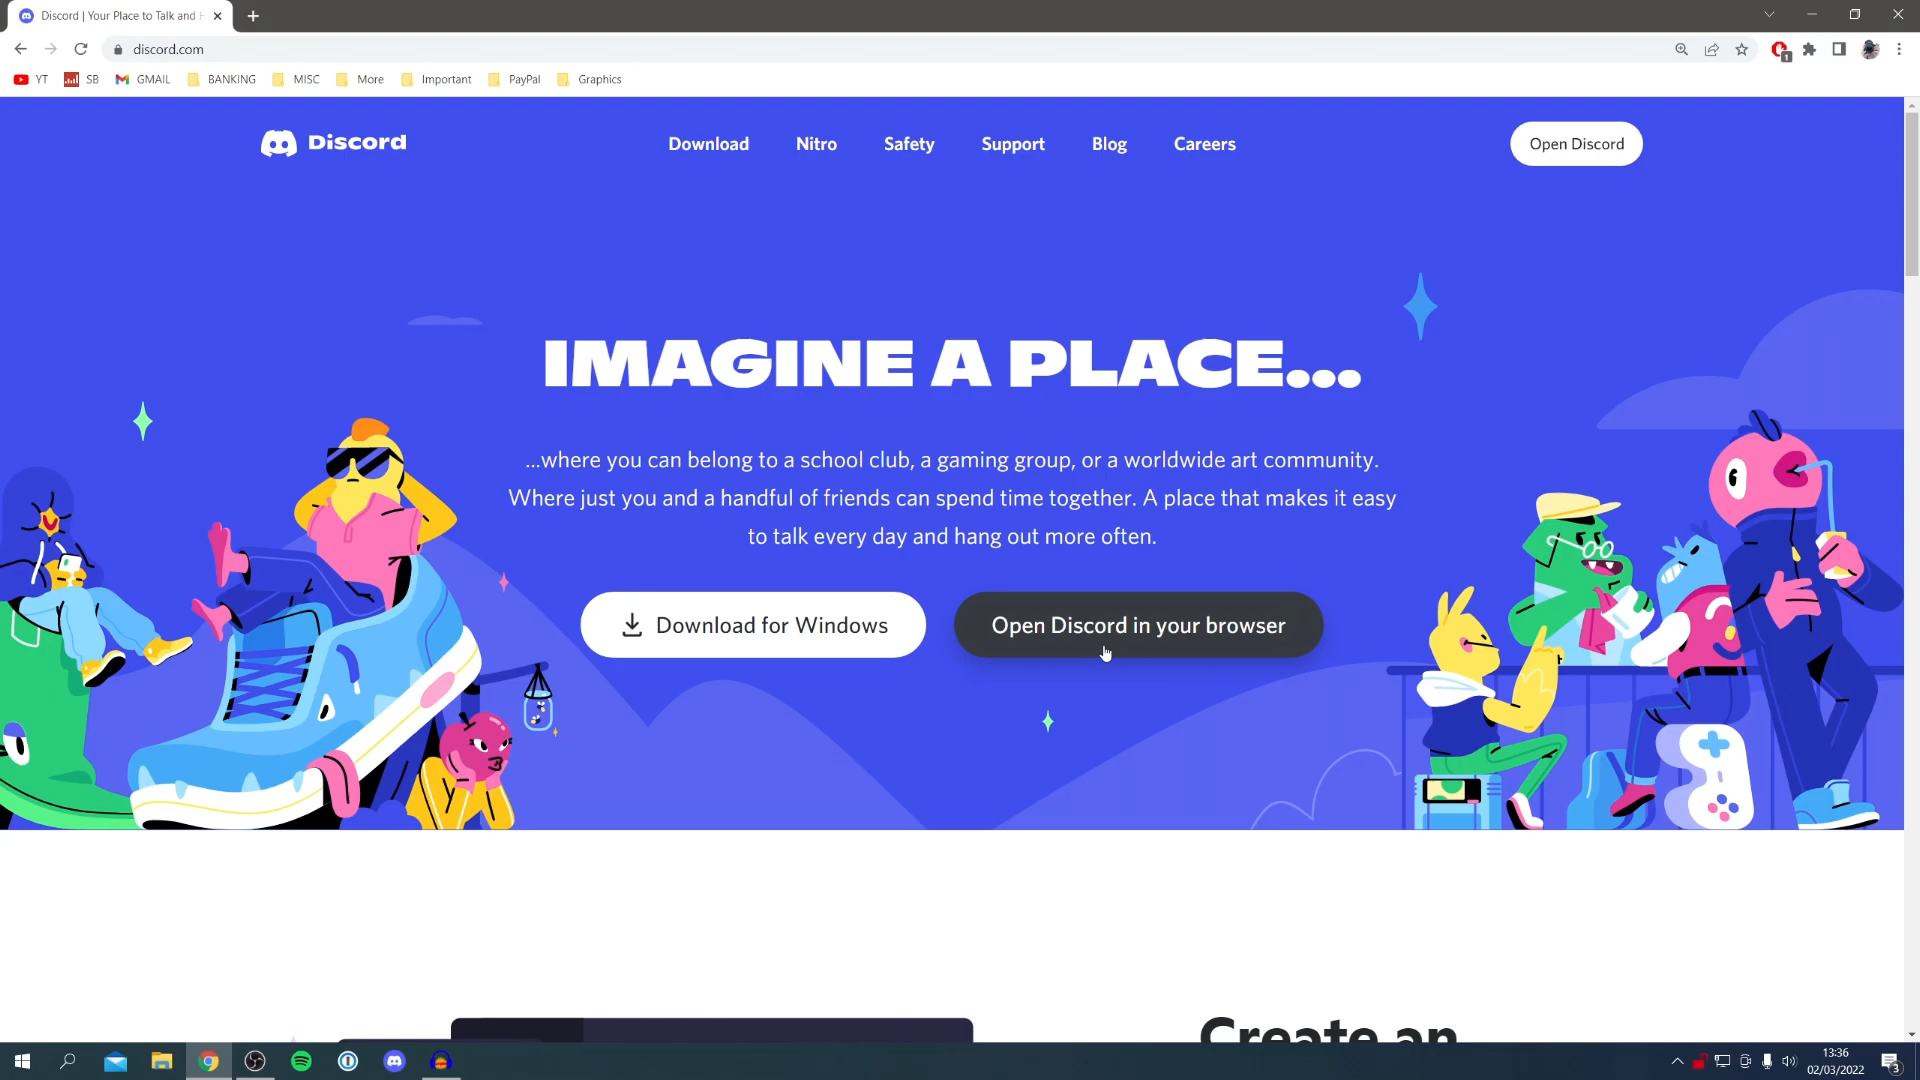 Discord | Your Place to Talk and H
discord.com
YT SB GMAIL BANKING MISC More Important PayPal Graphics
1
Discord Download Nitro Safety Support Blog Careers Open Discord
IMAGINE A PLACE...
...where you can belong to a school club, a gaming group, or a worldwide art community.
Where just you and a handful of friends can spend time together. A place that makes it easy
to talk every day and hang out more often.
Download for Windows Open Discord in your browser
Create an
13:36
02/03/2022
3